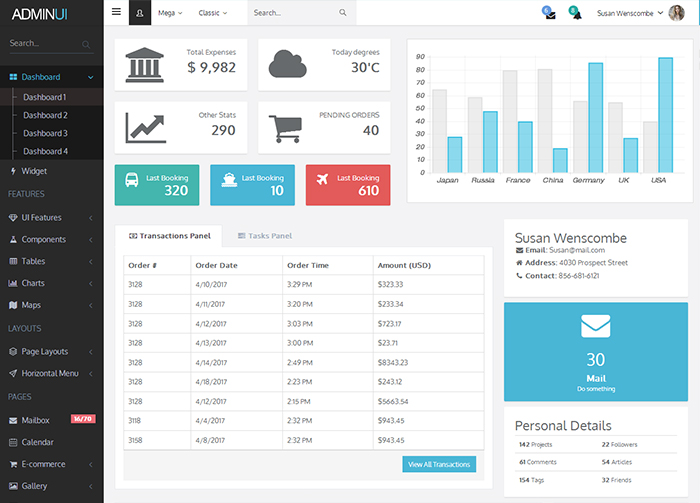 ADMINUI
Mega
Classic
Search...
6
8
Susan Wenscombe
Search...
Dashboard
Dashboard 1
Dashboard 2
Dashboard 3
Dashboard 4
Widget
FEATURES
UI Features
Components
Tables
Charts
Maps
LAYOUTS
Page Layouts
Horizontal Menu
PAGES
Mailbox
16/70
Calendar
E-commerce
Gallery
Total Expenses
$ 9,982
Today degrees
30'C
Other Stats
290
PENDING ORDERS
40
Last Booking
320
Last Booking
10
Last Booking
610
90
80
70
60
50
40
30
20
10
0
Japan Russia France China Germany UK USA
Transactions Panel
Tasks Panel
Order # Order Date Order Time Amount (USD)
3128 4/10/2017 3:29 PM $323.33
3128 4/11/2017 3:20 PM $233.34
3128 4/12/2017 3:03 PM $723.17
3128 4/13/2017 3:00 PM $23.71
3128 4/14/2017 2:49 PM $8343.23
3128 4/18/2017 2:23 PM $243.12
3128 4/12/2017 2:15 PM $5663.54
3118 4/4/2017 2:32 PM $943.45
3158 4/8/2017 2:32 PM $943.45
View All Transactions
Susan Wenscombe
Email: Susan@mail.com
Address: 4030 Prospect Street
Contact: 856-681-6121
30
Mail
Do something
Personal Details
142 Projects 22 Followers
61 Comments 54 Articles
154 Tags 32 Friends